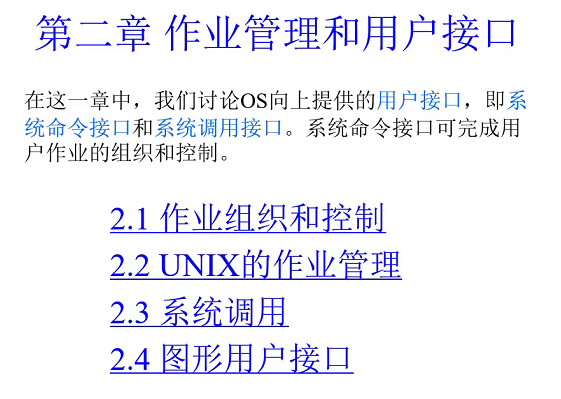 第二章 作业管理和用户接口
在这一章中，我们讨论OS向上提供的用户接口，即系
统命令接口和系统调用接口。系统命令接口可完成用
户作业的组织和控制。
2.1 作业组织和控制
2.2 UNIX的作业管理
2.3 系统调用
2.4 图形用户接口